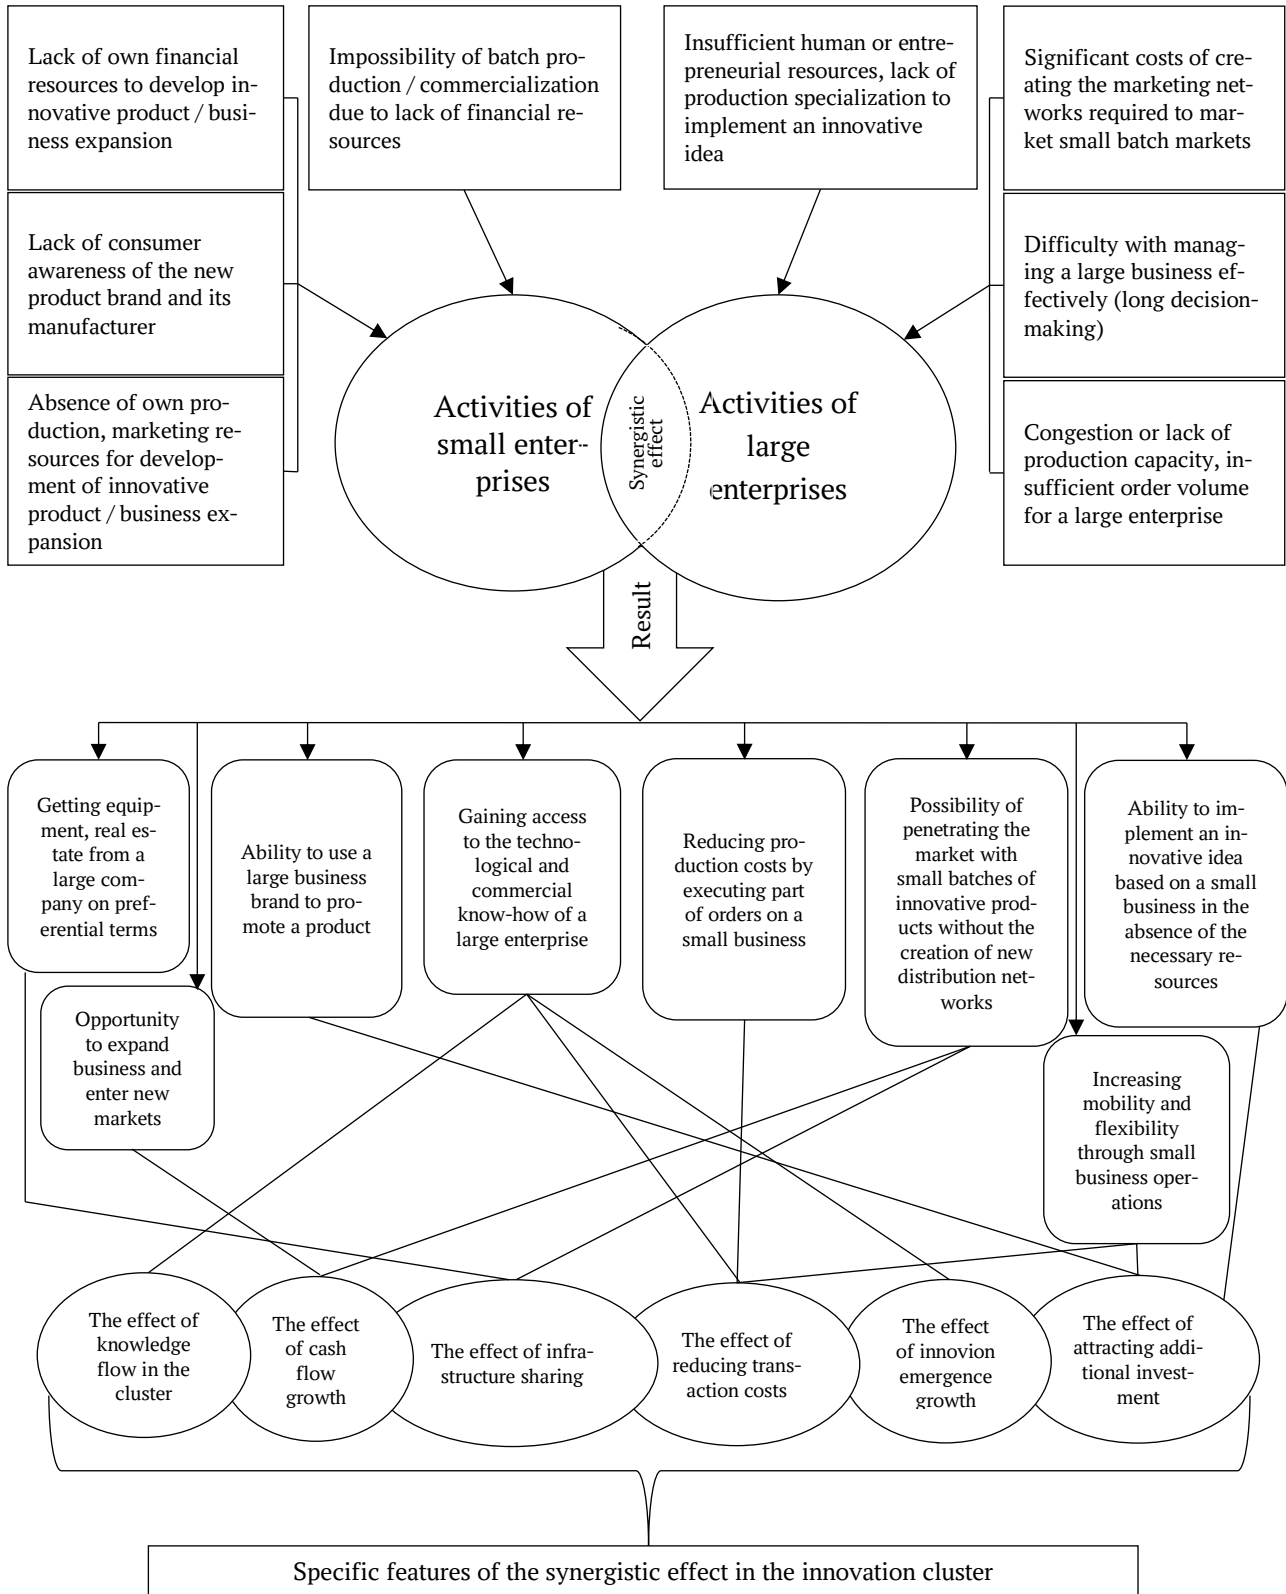 Lack of own financial
resources to develop in-
novative product / busi-
ness expansion
Impossibility of batch pro-
duction / commercialization
due to lack of financial re-
sources
Insufficient human or entre-
preneurial resources, lack of
production specialization to
implement an innovative
idea
Significant costs of cre-
ating the marketing net-
works required to mar-
ket small batch markets
Lack of consumer
awareness of the new
product brand and its
manufacturer
Difficulty with manag-
ing a large business ef-
fectively (long decision-
making)
Absence of own pro-
duction, marketing re-
sources for develop-
ment of innovative
product / business ex-
pansion
Congestion or lack of
production capacity, in-
sufficient order volume
for a large enterprise
Activities of
small enter-
prises
Synergistic
effect
Activities of
large
enterprises
Result
Getting equip-
ment, real es-
tate from a
large com-
pany on pref-
erential terms
Ability to use a
large business
brand to pro-
mote a product
Gaining access
to the techno-
logical and
commercial
know-how of a
large enterprise
Reducing pro-
duction costs by
executing part
of orders on a
small business
Possibility of
penetrating the
market with
small batches of
innovative prod-
ucts without the
creation of new
distribution net-
works
Ability to im-
plement an in-
novative idea
based on a small
business in the
absence of the
necessary re-
sources
Opportunity
to expand
business and
enter new
markets
Increasing
mobility and
flexibility
through small
business oper-
ations
The effect of
knowledge
flow in the
cluster
The effect
of cash
flow
growth
The effect of infra-
structure sharing
The effect of
reducing trans-
action costs
The effect
of innovion
emergence
growth
The effect of
attracting addi-
tional invest-
ment
Specific features of the synergistic effect in the innovation cluster